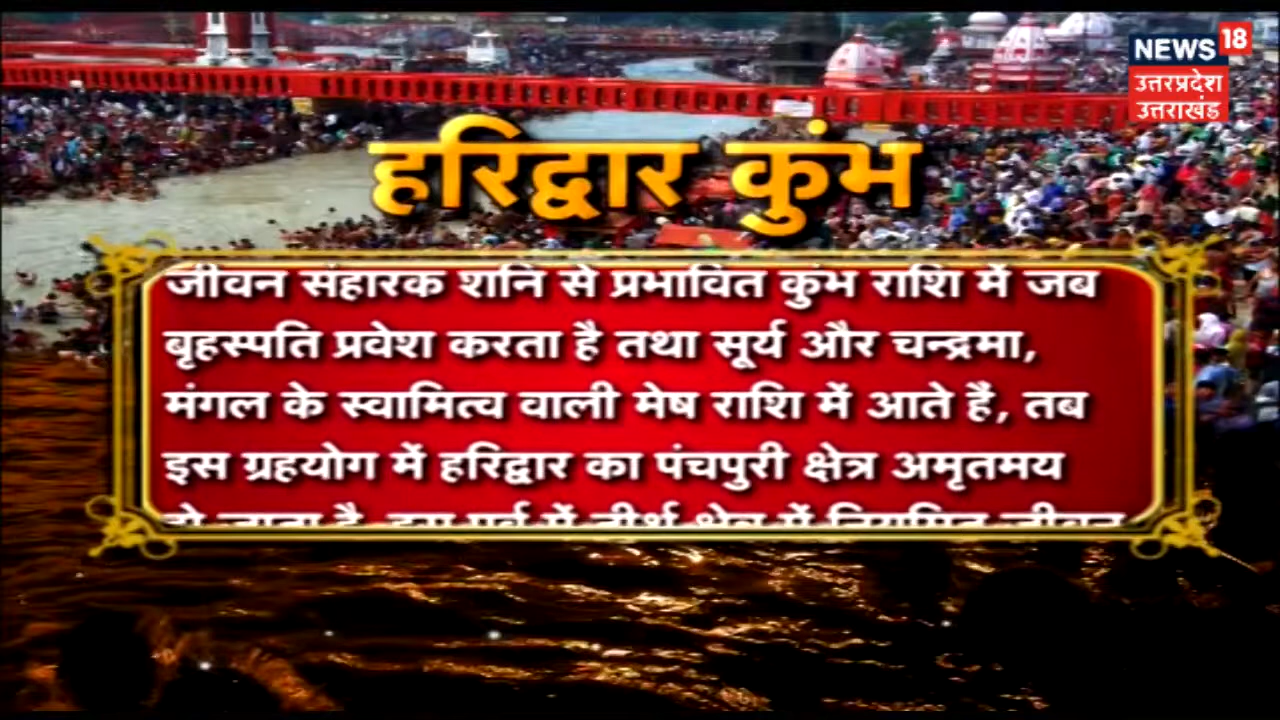 NEWS 18
उत्तरप्रदेश
उत्तराखंड
हरिद्वार कुंभ
जीवन संहारक शनि से प्रभावित कुंभ राशि में जब
बृहस्पति प्रवेश करता है तथा सूर्य और चन्द्रमा,
मंगल के स्वामित्व वाली मेष राशि में आते हैं, तब
इस ग्रहयोग में हरिद्वार का पंचपुरी क्षेत्र अमृतमय